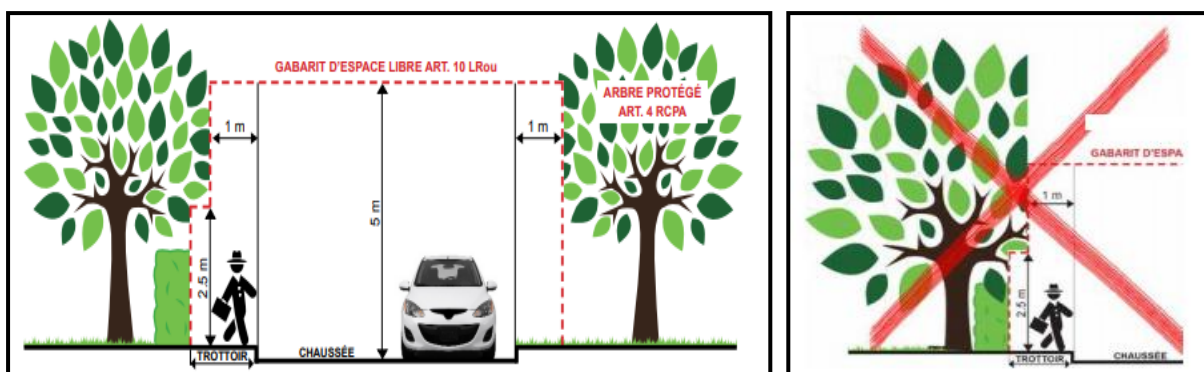 GABARIT D'ESPACE LIBRE ART. 10 LRou
ARBRE PROTÉGÉ
ART. 4 RCPA
1 m
1 m
5 m
2.5 m
TROTTOIR
CHAUSSÉE
GABARIT D'ESPA
1 m
2.5 m
TROTTOIR
CHAUSSÉE